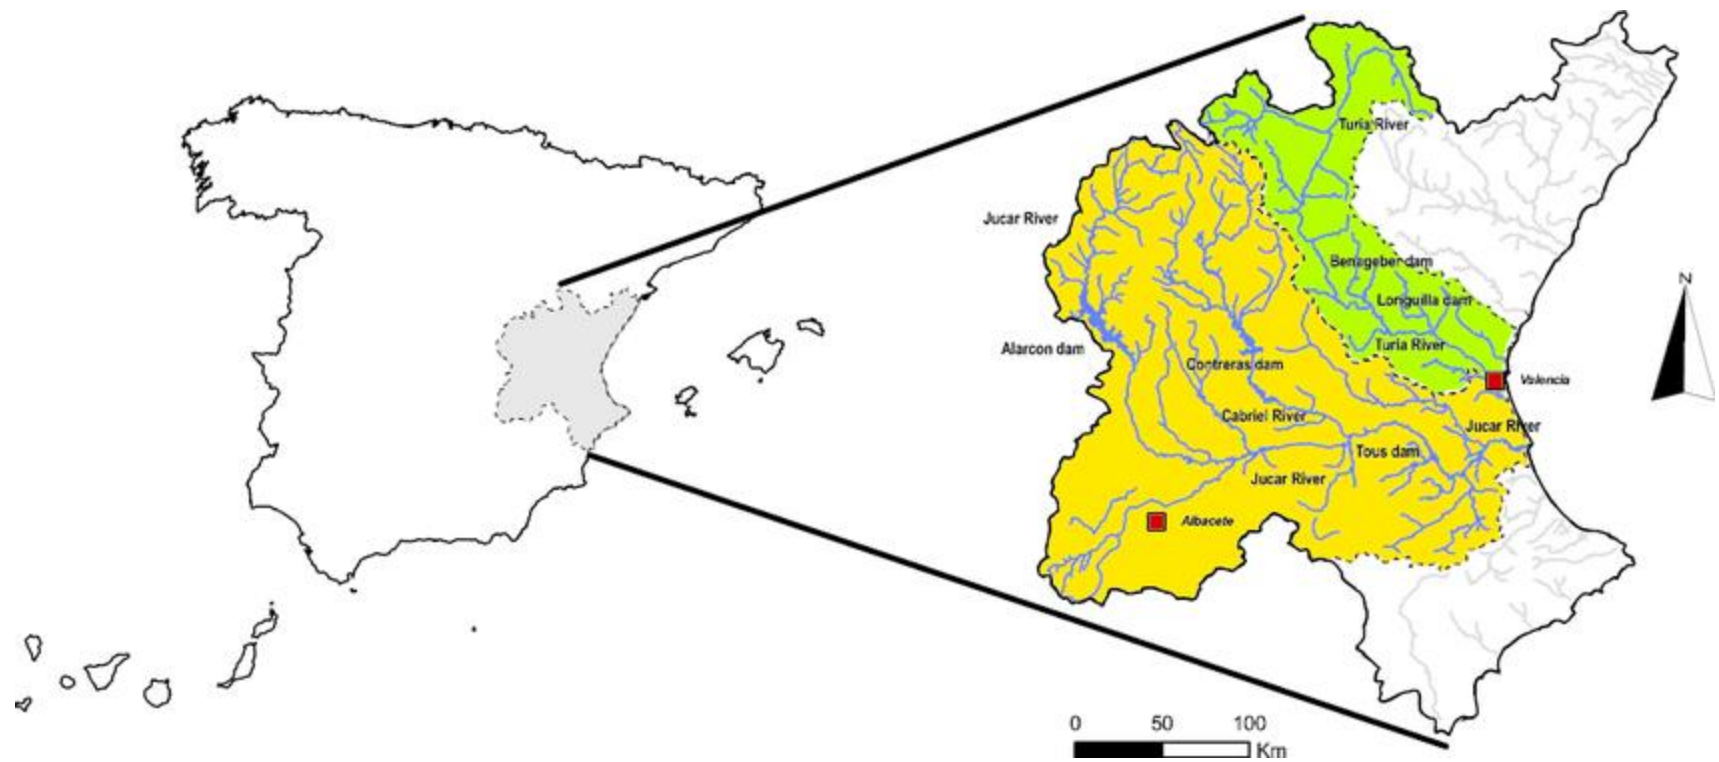 Turia River
Jucar River
Benageber dam
N
Longuilla dam
Turia River
Alarcon dam
Contreras dam
Valencia
Cabriel River
Jucar River
Tous dam
Jucar River
Albacete
0 50 100
Km